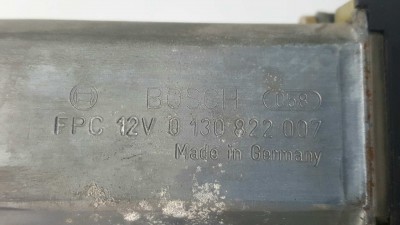 BOSCH
FPC 12V 0 130 822 007
Made in Germany